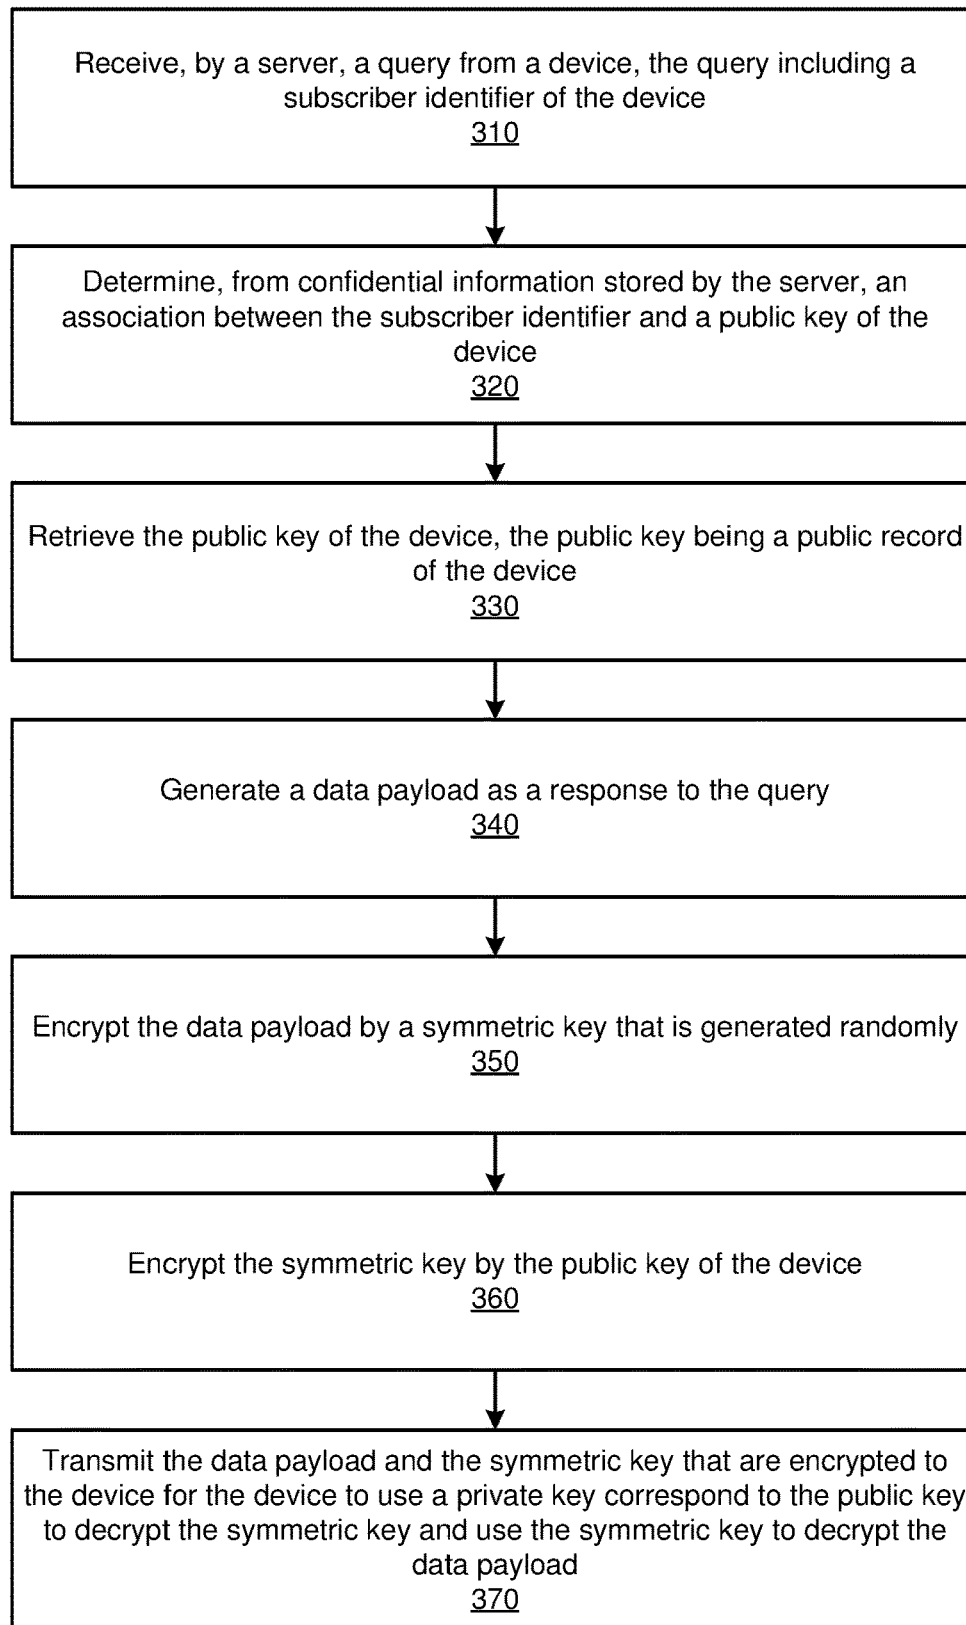 Receive, by a server, a query from a device, the query including a
subscriber identifier of the device
310
Determine, from confidential information stored by the server, an
association between the subscriber identifier and a public key of the
device
320
Retrieve the public key of the device, the public key being a public record
of the device
330
Generate a data payload as a response to the query
340
Encrypt the data payload by a symmetric key that is generated randomly
350
Encrypt the symmetric key by the public key of the device
360
Transmit the data payload and the symmetric key that are encrypted to
the device for the device to use a private key correspond to the public key
to decrypt the symmetric key and use the symmetric key to decrypt the
data payload
370